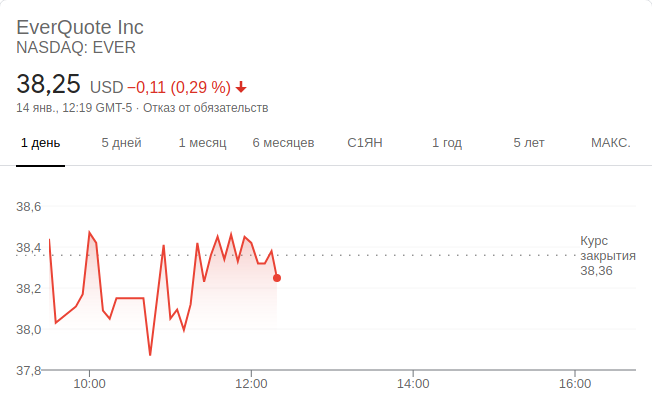 EverQuote Inc
NASDAQ: EVER
38,25 USD −0,11 (0,29 %)
14 янв., 12:19 GMT-5 · Отказ от обязательств
1 день 5 дней 1 месяц 6 месяцев С1ЯН 1 год 5 лет МАКС.
38,6
38,4
38,2
38,0
37,8
Курс
закрытия
38,36
10:00 12:00 14:00 16:00